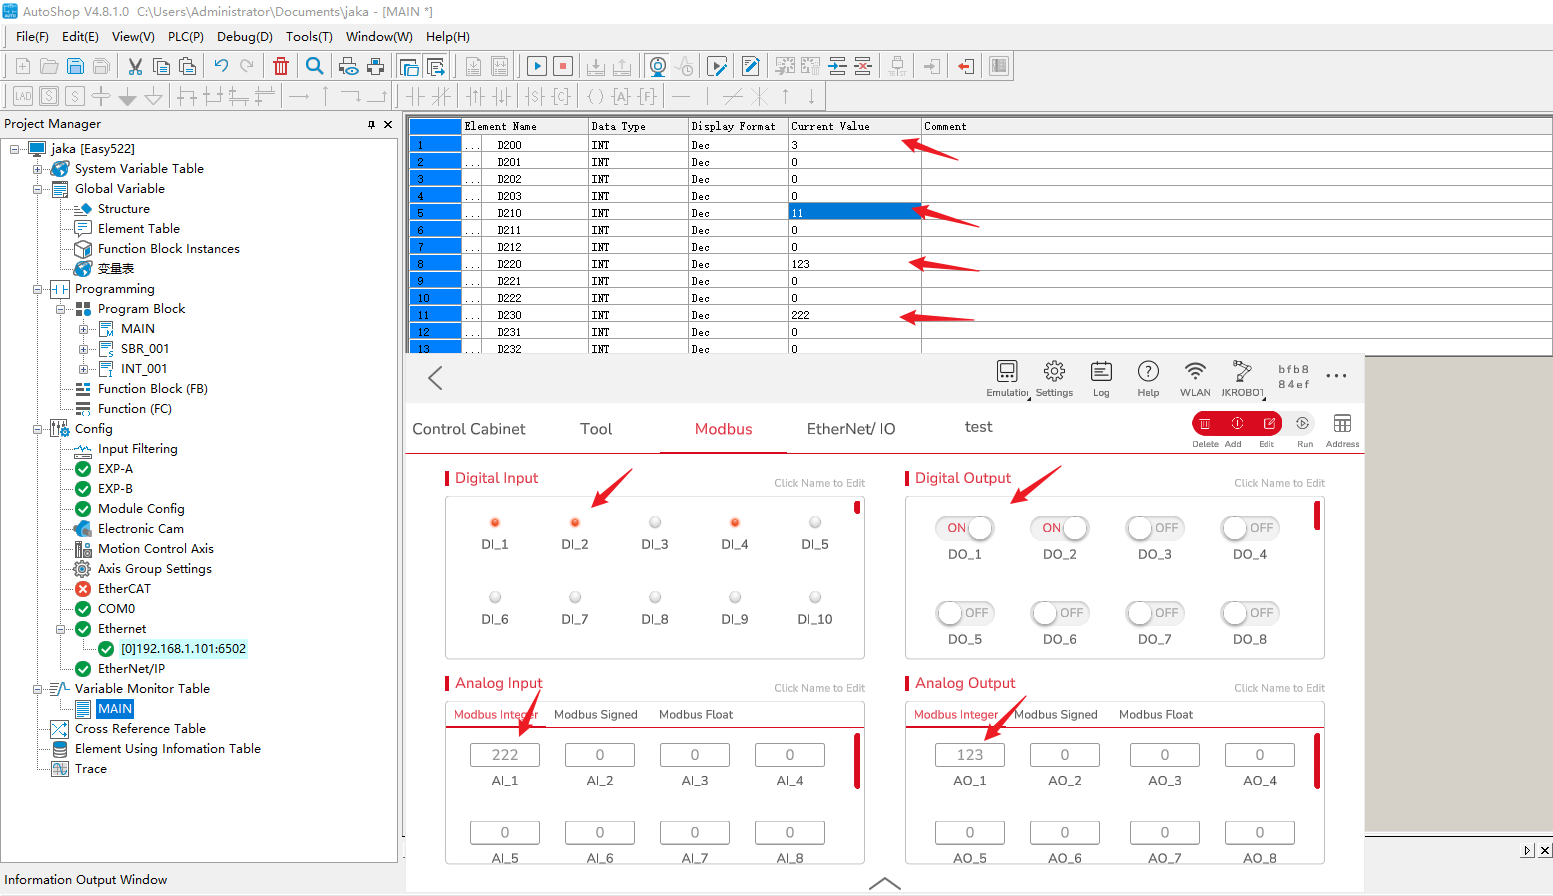 AutoShop V4.8.1.0  C:\Users\Administrator\Documents\jaka - [MAIN *]
File(F) Edit(E) View(V) PLC(P) Debug(D) Tools(T) Window(W) Help(H)
LAD S S
S C ( ) A F
Project Manager
jaka [Easy522]
System Variable Table
Global Variable
Structure
Element Table
Function Block Instances
变量表
Programming
Program Block
MAIN
SBR_001
INT_001
Function Block (FB)
Function (FC)
Config
Input Filtering
EXP-A
EXP-B
Module Config
Electronic Cam
Motion Control Axis
Axis Group Settings
EtherCAT
COM0
Ethernet
[0]192.168.1.101:6502
EtherNet/IP
Variable Monitor Table
MAIN
Cross Reference Table
Element Using Infomation Table
Trace
Information Output Window
Element Name Data Type Display Format Current Value Comment
1 ... D200 INT Dec 3
2 ... D201 INT Dec 0
3 ... D202 INT Dec 0
4 ... D203 INT Dec 0
5 ... D210 INT Dec 11
6 ... D211 INT Dec 0
7 ... D212 INT Dec 0
8 ... D220 INT Dec 123
9 ... D221 INT Dec 0
10 ... D222 INT Dec 0
11 ... D230 INT Dec 222
12 ... D231 INT Dec 0
13 ... D232 INT Dec 0
Emulation Settings Log Help WLAN JKROBOT bfb8
84ef
Control Cabinet Tool Modbus EtherNet/ IO test
Delete Add Edit Run Address
Digital Input Click Name to Edit
DI_1 DI_2 DI_3 DI_4 DI_5
DI_6 DI_7 DI_8 DI_9 DI_10
Digital Output Click Name to Edit
ON ON OFF OFF
DO_1 DO_2 DO_3 DO_4
OFF OFF OFF OFF
DO_5 DO_6 DO_7 DO_8
Analog Input Click Name to Edit
Modbus Integer Modbus Signed Modbus Float
222 0 0 0
AI_1 AI_2 AI_3 AI_4
0 0 0 0
AI_5 AI_6 AI_7 AI_8
Analog Output Click Name to Edit
Modbus Integer Modbus Signed Modbus Float
123 0 0 0
AO_1 AO_2 AO_3 AO_4
0 0 0 0
AO_5 AO_6 AO_7 AO_8